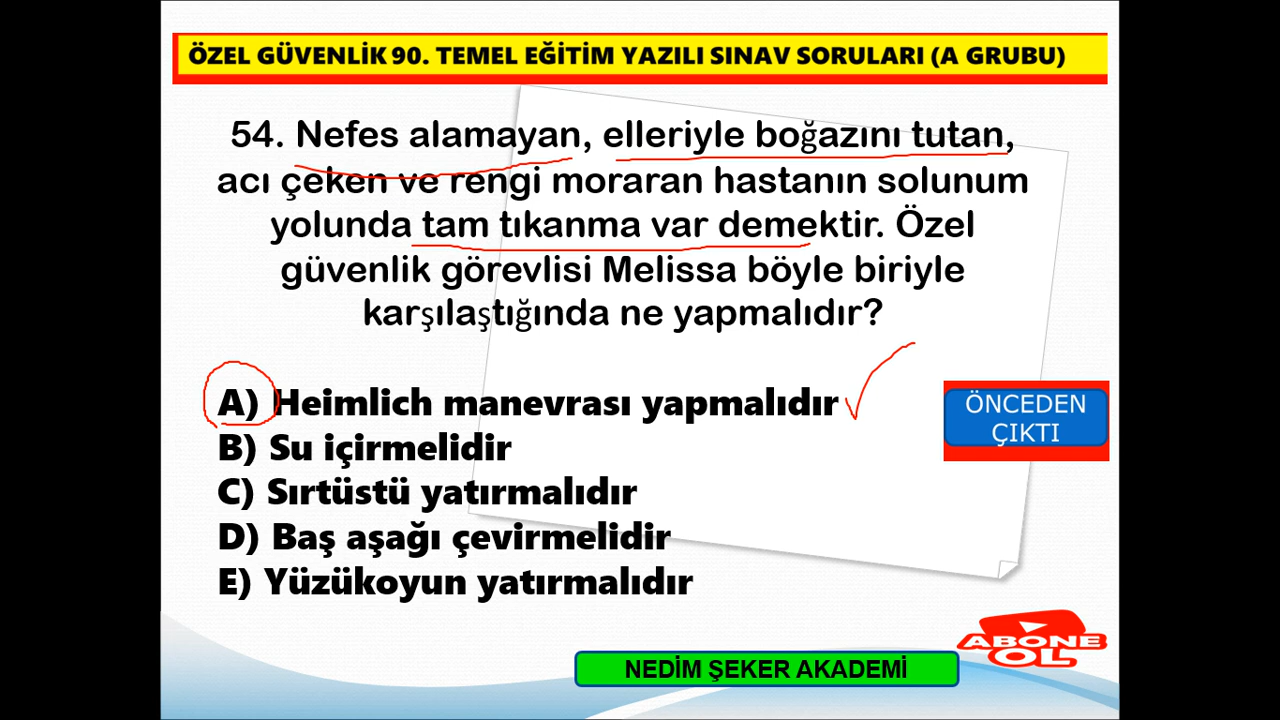 ÖZEL GÜVENLİK 90. TEMEL EĞİTİM YAZILI SINAV SORULARI (A GRUBU)
54. Nefes alamayan, elleriyle boğazını tutan,
acı çeken ve rengi moraran hastanın solunum
yolunda tam tıkanma var demektir. Özel
güvenlik görevlisi Melissa böyle biriyle
karşılaştığında ne yapmalıdır?
A) Heimlich manevrası yapmalıdır
B) Su içirmelidir
C) Sırtüstü yatırmalıdır
D) Baş aşağı çevirmelidir
E) Yüzükoyun yatırmalıdır
ÖNCEDEN
ÇIKTI
ABONE
OL
NEDİM ŞEKER AKADEMİ